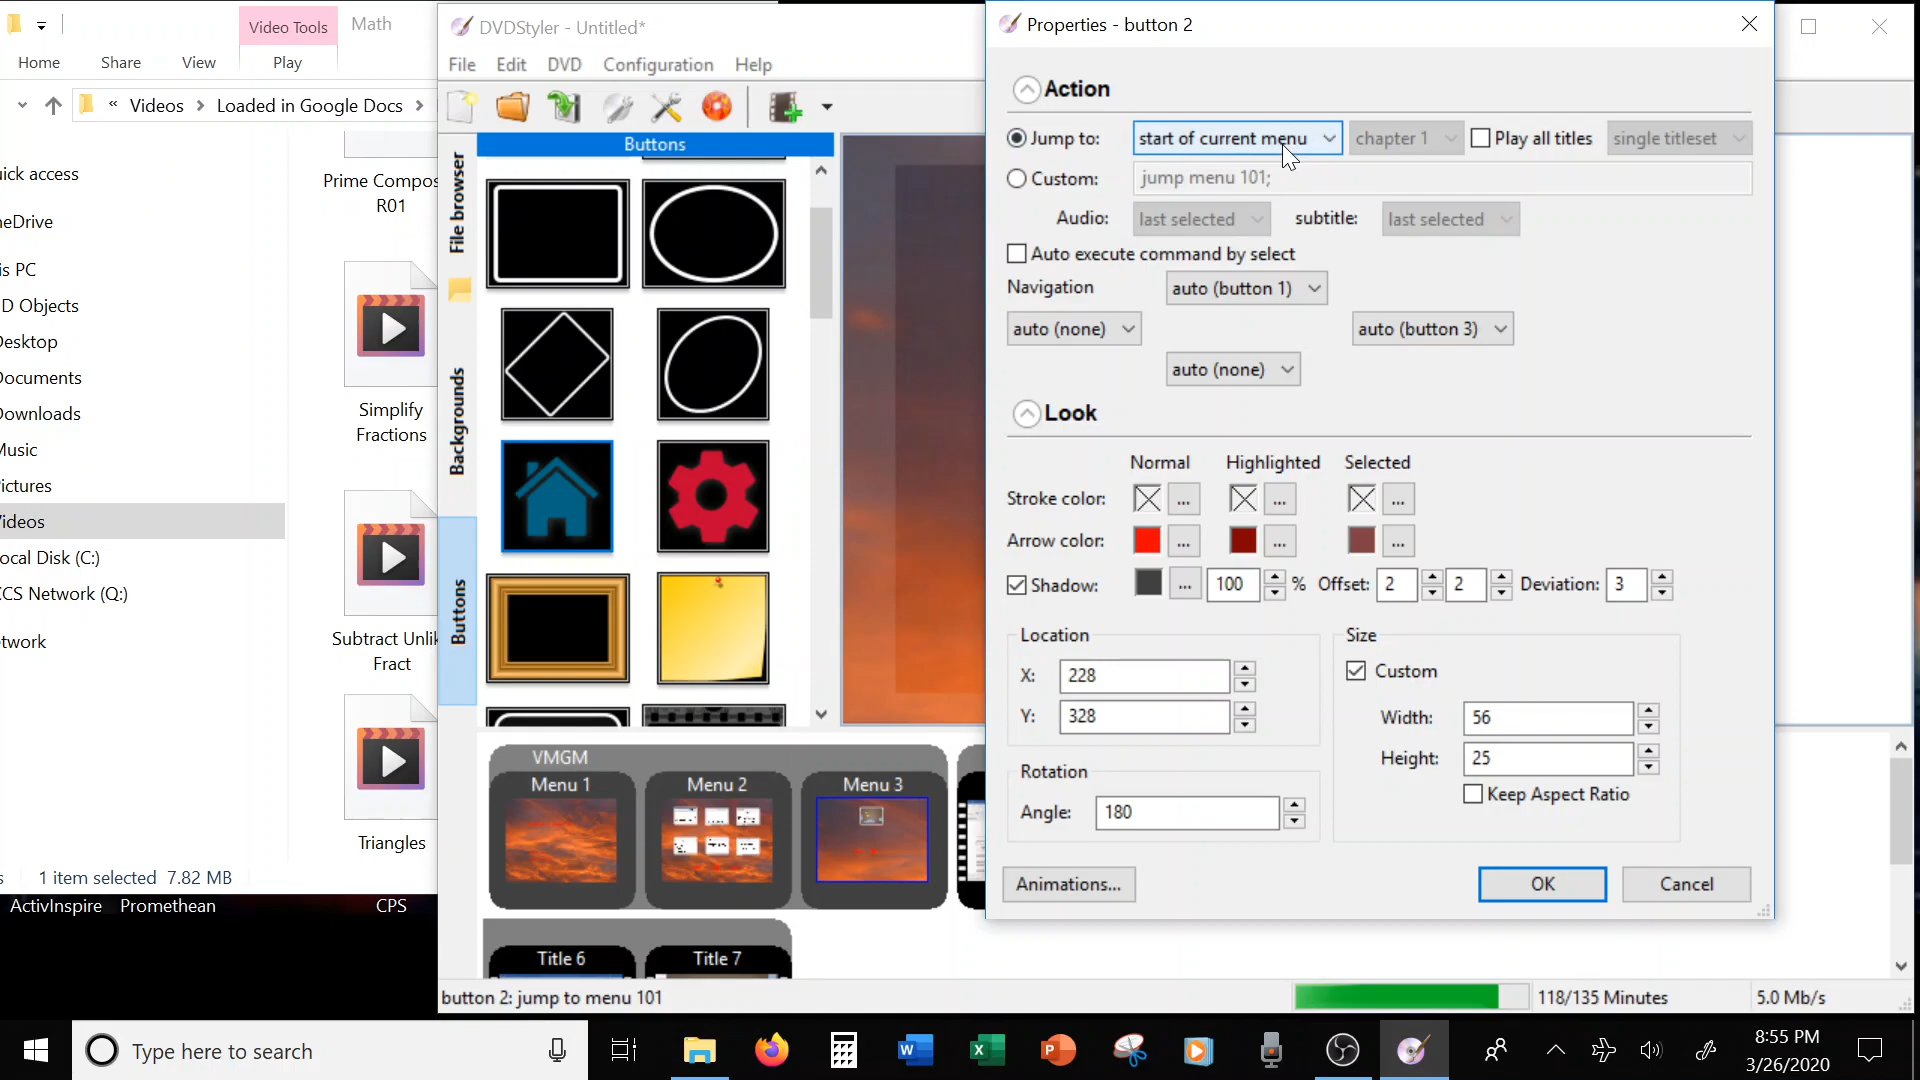 Video Tools
Math
Home
Share
View
Play
« Videos > Loaded in Google Docs >
ick access
eDrive
is PC
D Objects
esktop
ocuments
ownloads
usic
ictures
ideos
ocal Disk (C:)
CS Network (Q:)
twork
Prime Compos
R01
Simplify
Fractions
Subtract Unlik
Fract
Triangles
1 item selected 7.82 MB
ActivInspire
Promethean
CPS
DVDStyler - Untitled*
File
Edit
DVD
Configuration
Help
File browser
Backgrounds
Buttons
Buttons
VMGM
Menu 1
Menu 2
Menu 3
Title 6
Title 7
button 2: jump to menu 101
118/135 Minutes
5.0 Mb/s
Properties - button 2
Action
Jump to:
start of current menu
chapter 1
Play all titles
single titleset
Custom:
jump menu 101;
Audio:
last selected
subtitle:
last selected
Auto execute command by select
Navigation
auto (button 1)
auto (none)
auto (button 3)
auto (none)
Look
Normal
Highlighted
Selected
Stroke color:
...
...
...
Arrow color:
...
...
...
Shadow:
...
100
%
Offset:
2
2
Deviation:
3
Location
X:
228
Y:
328
Size
Custom
Width:
56
Height:
25
Keep Aspect Ratio
Rotation
Angle:
180
Animations...
OK
Cancel
Type here to search
8:55 PM
3/26/2020